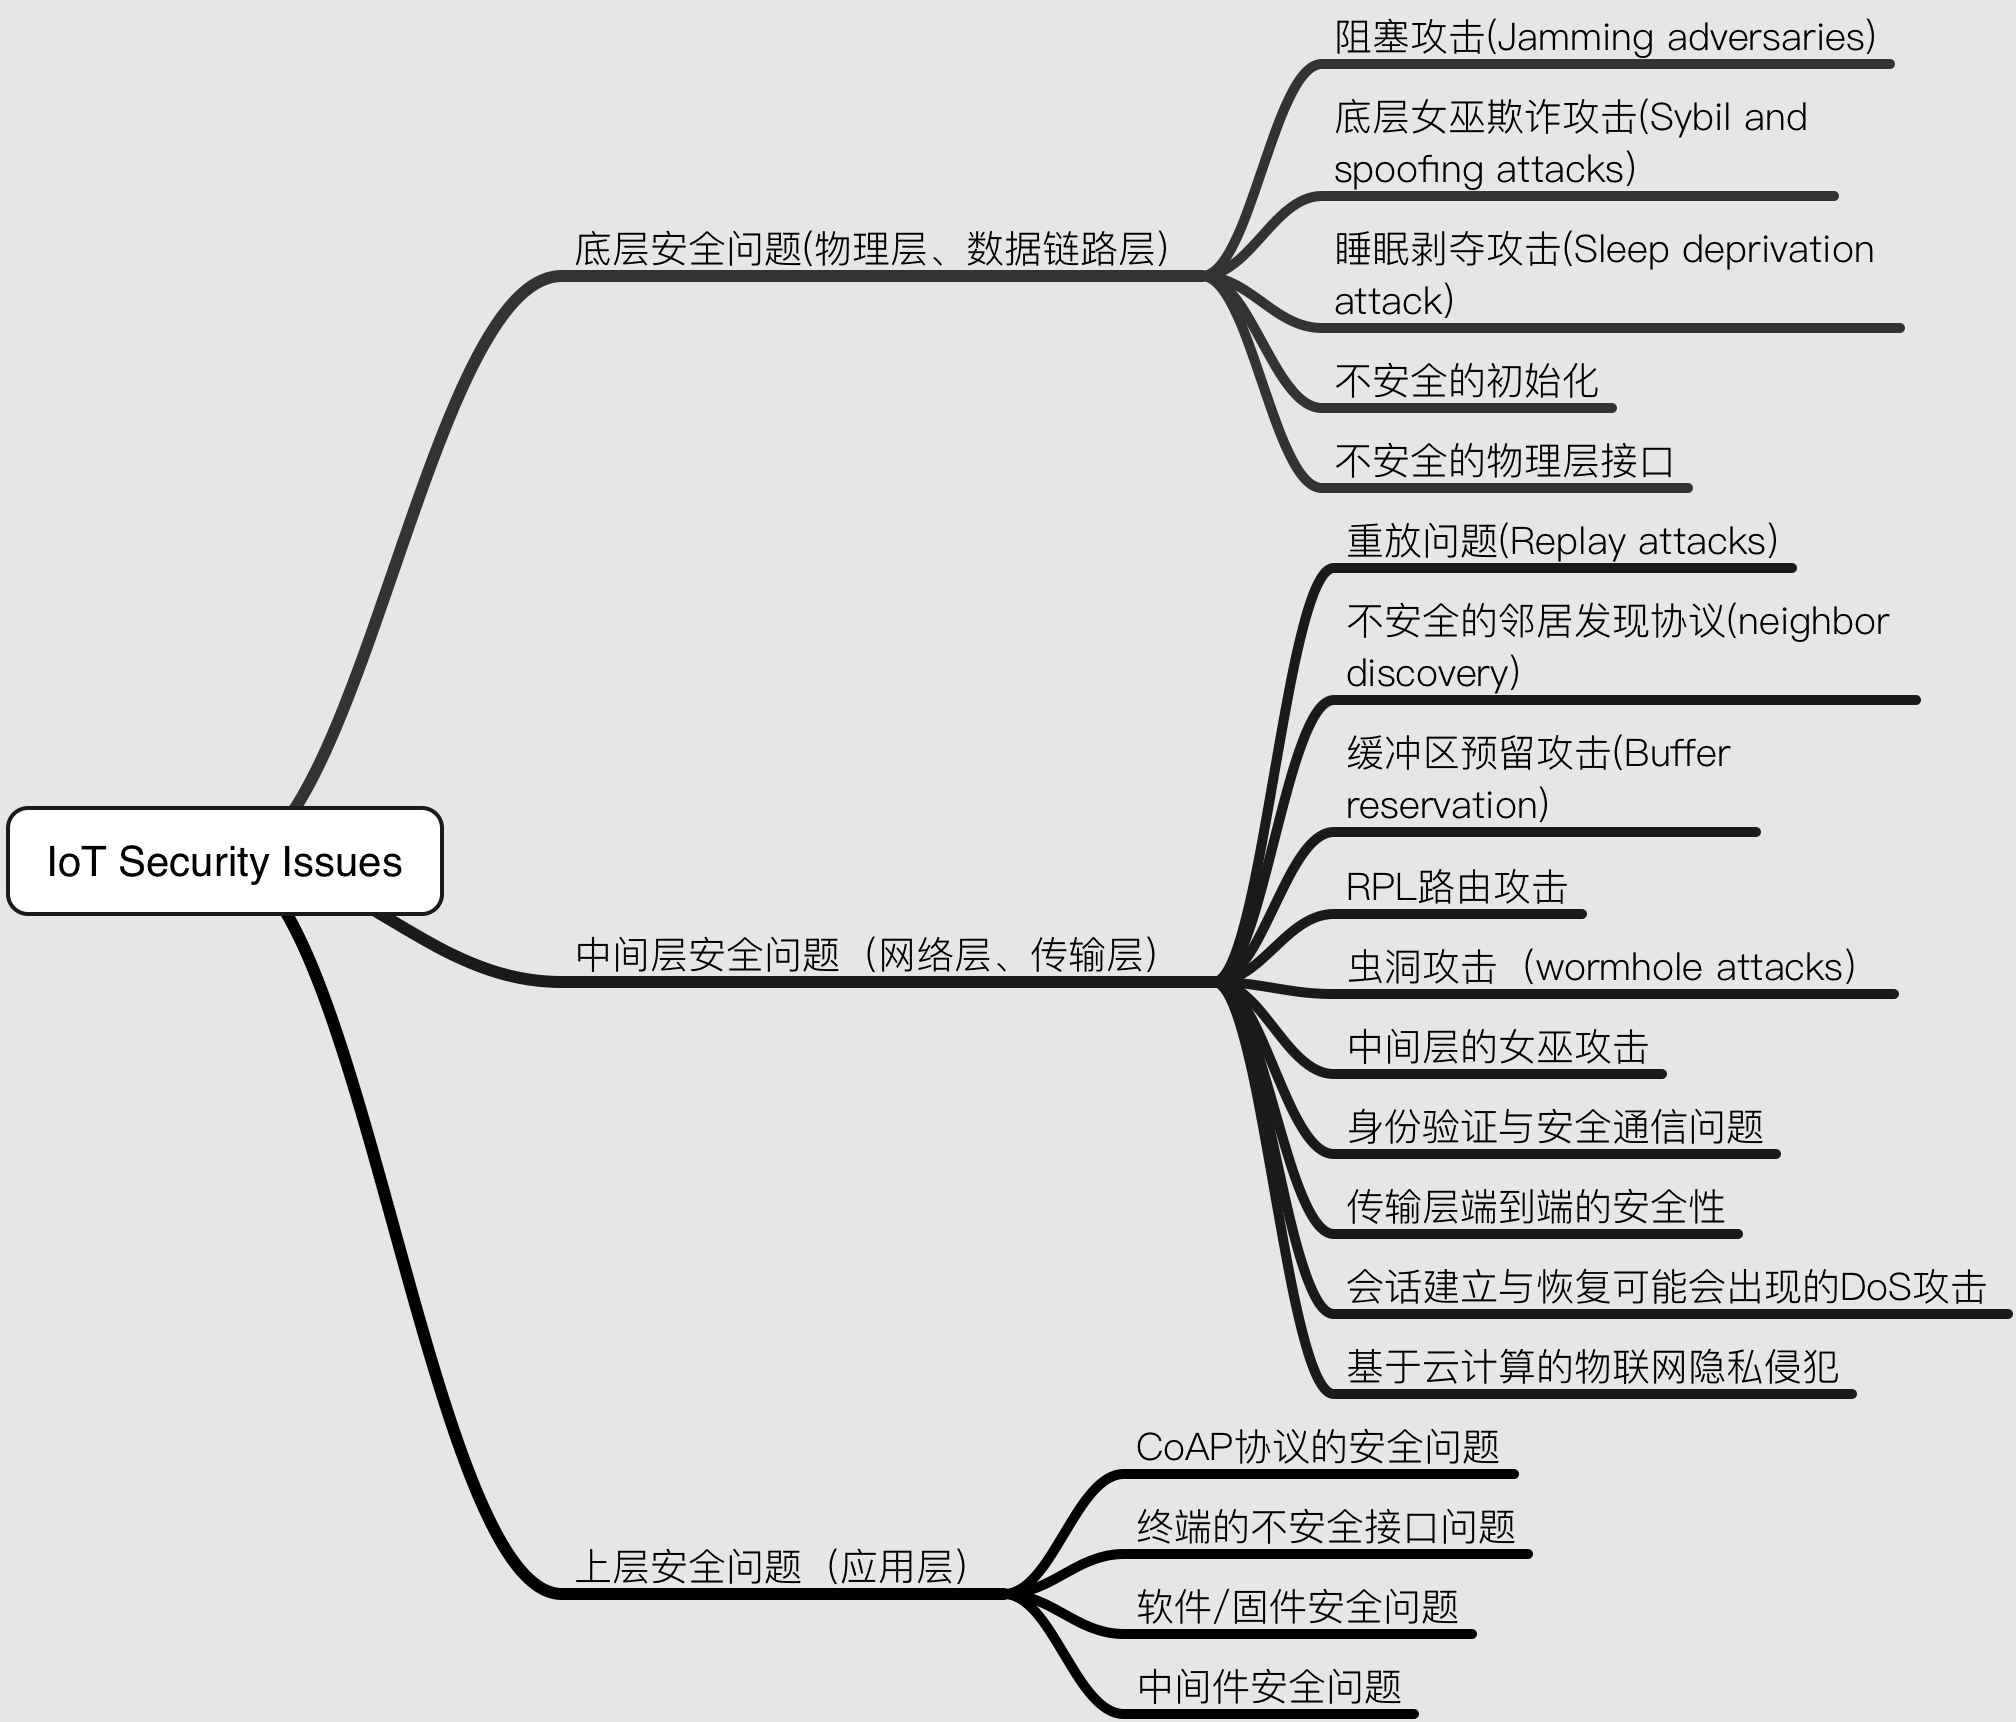 IoT Security Issues
底层安全问题(物理层、数据链路层)
阻塞攻击(Jamming adversaries)
底层女巫欺诈攻击(Sybil and
spoofing attacks)
睡眠剥夺攻击(Sleep deprivation
attack)
不安全的初始化
不安全的物理层接口
中间层安全问题（网络层、传输层）
重放问题(Replay attacks)
不安全的邻居发现协议(neighbor
discovery)
缓冲区预留攻击(Buffer
reservation)
RPL路由攻击
虫洞攻击（wormhole attacks）
中间层的女巫攻击
身份验证与安全通信问题
传输层端到端的安全性
会话建立与恢复可能会出现的DoS攻击
基于云计算的物联网隐私侵犯
上层安全问题（应用层）
CoAP协议的安全问题
终端的不安全接口问题
软件/固件安全问题
中间件安全问题